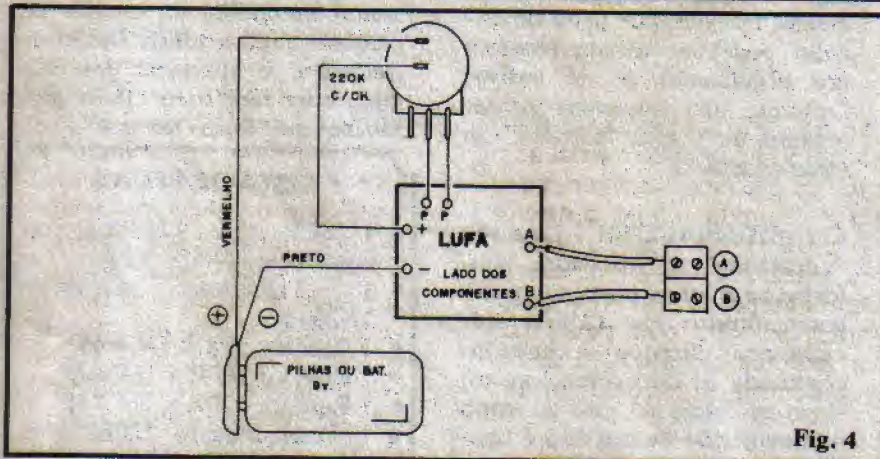 220K
C/CH.
VERMELHO
P P
+
LUFA
A
PRETO
−
LADO DOS
COMPONENTES
B
A
B
+ −
PILHAS OU BAT.
9v.
Fig. 4